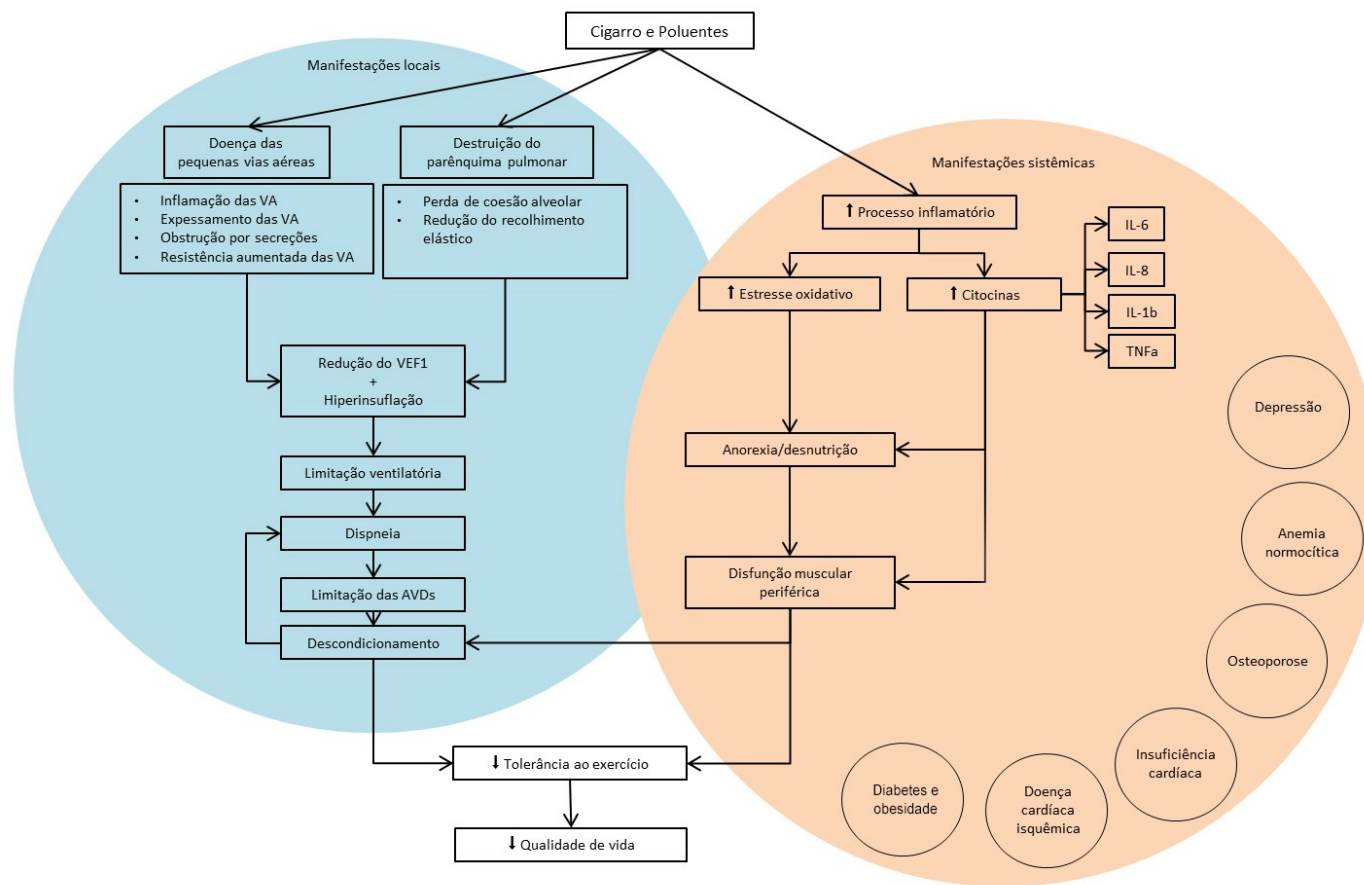 Cigarro e Poluentes
Manifestações locais
Doença das
pequenas vias aéreas
Destruição do
parênquima pulmonar
• Inflamação das VA
• Expessamento das VA
• Obstrução por secreções
• Resistência aumentada das VA
• Perda de coesão alveolar
• Redução do recolhimento
elástico
Redução do VEF1
+
Hiperinsuflação
Limitação ventilatória
Dispneia
Limitação das AVDs
Descondicionamento
Manifestações sistêmicas
⬆ Processo inflamatório
⬆ Estresse oxidativo
⬆ Citocinas
IL-6
IL-8
IL-1b
TNFa
Anorexia/desnutrição
Disfunção muscular
periférica
Depressão
Anemia
normocítica
Osteoporose
Insuficiência
cardíaca
Doença
cardíaca
isquêmica
Diabetes e
obesidade
⬇ Tolerância ao exercício
⬇ Qualidade de vida